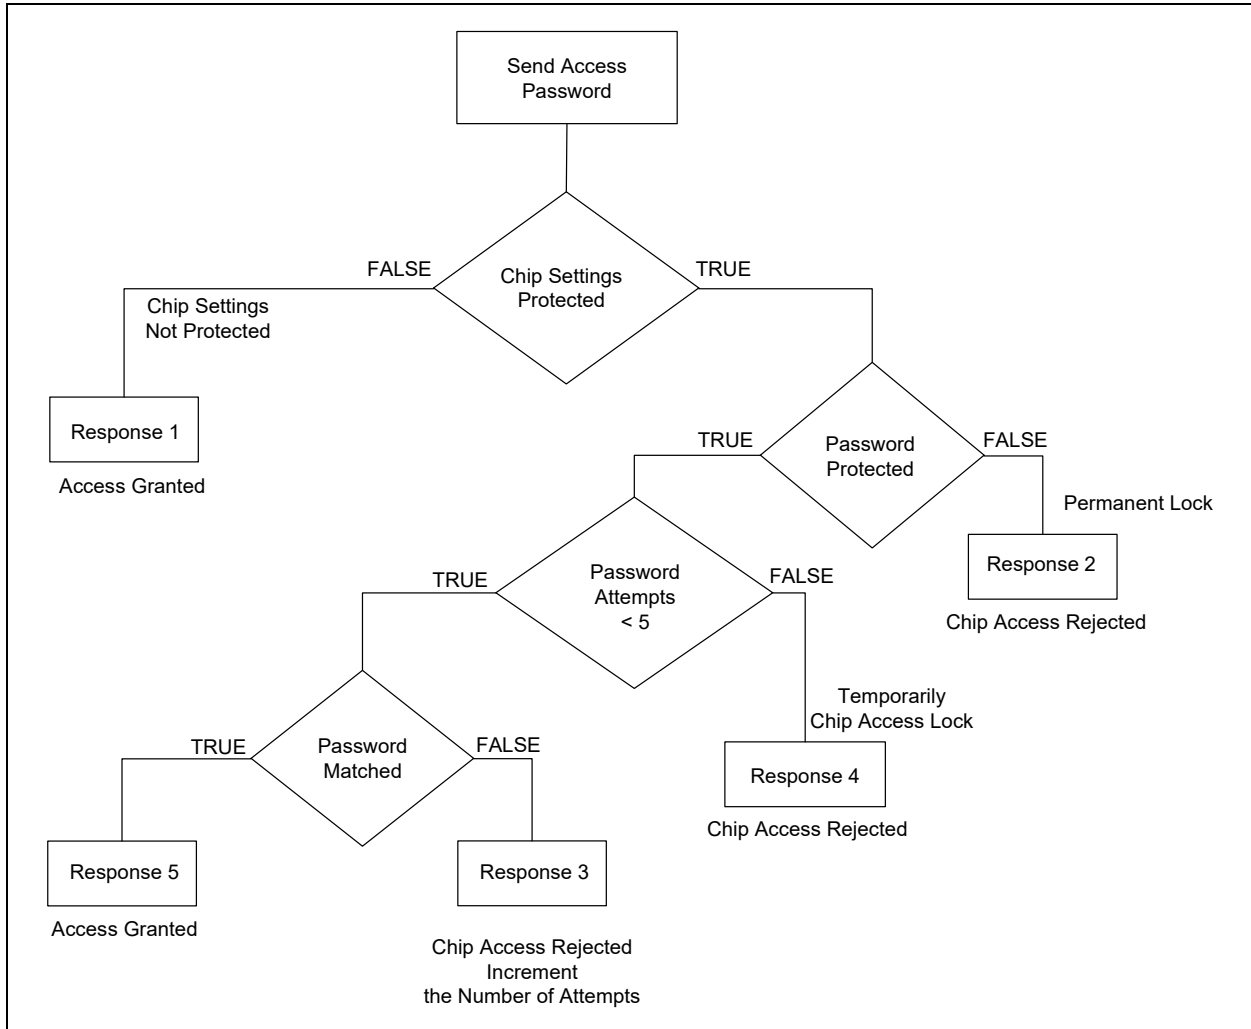 Send Access
Password
FALSE
TRUE
Chip Settings
Protected
Chip Settings
Not Protected
Response 1
Access Granted
TRUE
FALSE
Password
Protected
Permanent Lock
Response 2
Chip Access Rejected
TRUE
FALSE
Password
Attempts
< 5
Temporarily
Chip Access Lock
Response 4
Chip Access Rejected
TRUE
FALSE
Password
Matched
Response 5
Access Granted
Response 3
Chip Access Rejected
Increment
the Number of Attempts